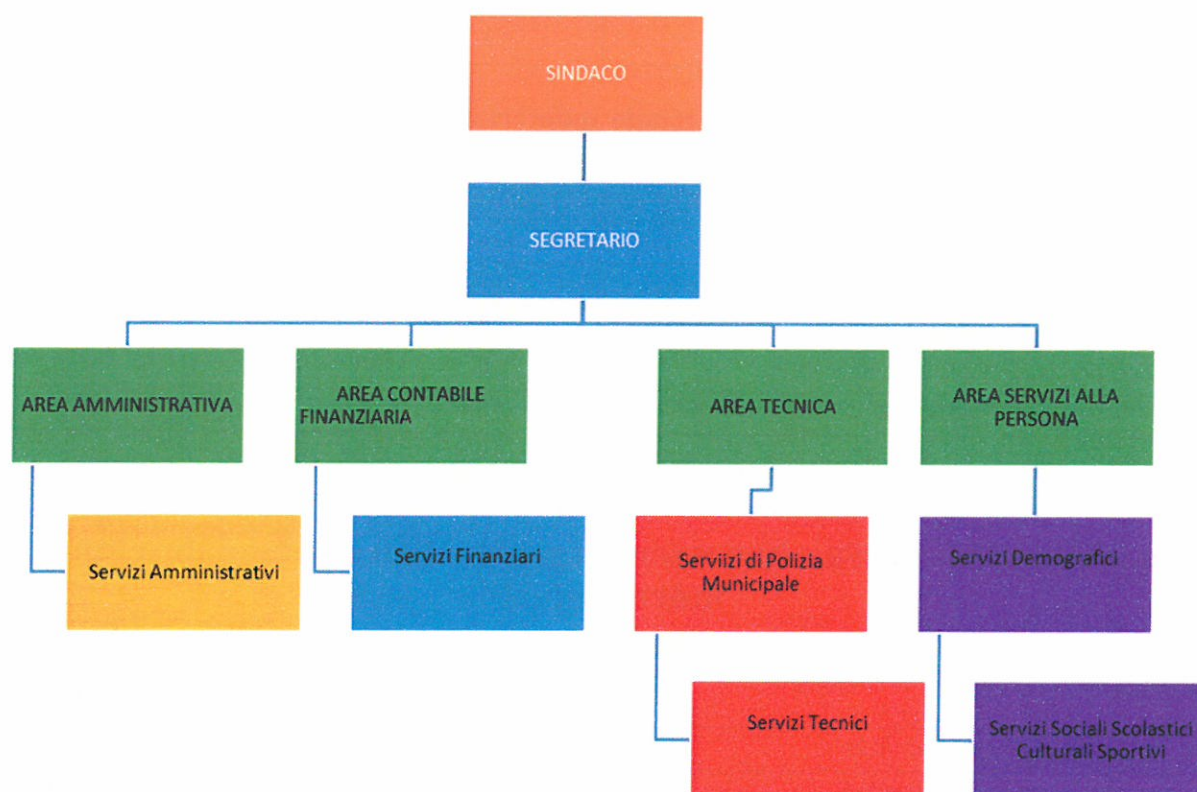 SINDACO
SEGRETARIO
AREA AMMINISTRATIVA
AREA CONTABILE
FINANZIARIA
AREA TECNICA
AREA SERVIZI ALLA
PERSONA
Servizi Amministrativi
Servizi Finanziari
Serviizi di Polizia
Municipale
Servizi Demografici
Servizi Tecnici
Servizi Sociali Scolastici
Culturali Sportivi